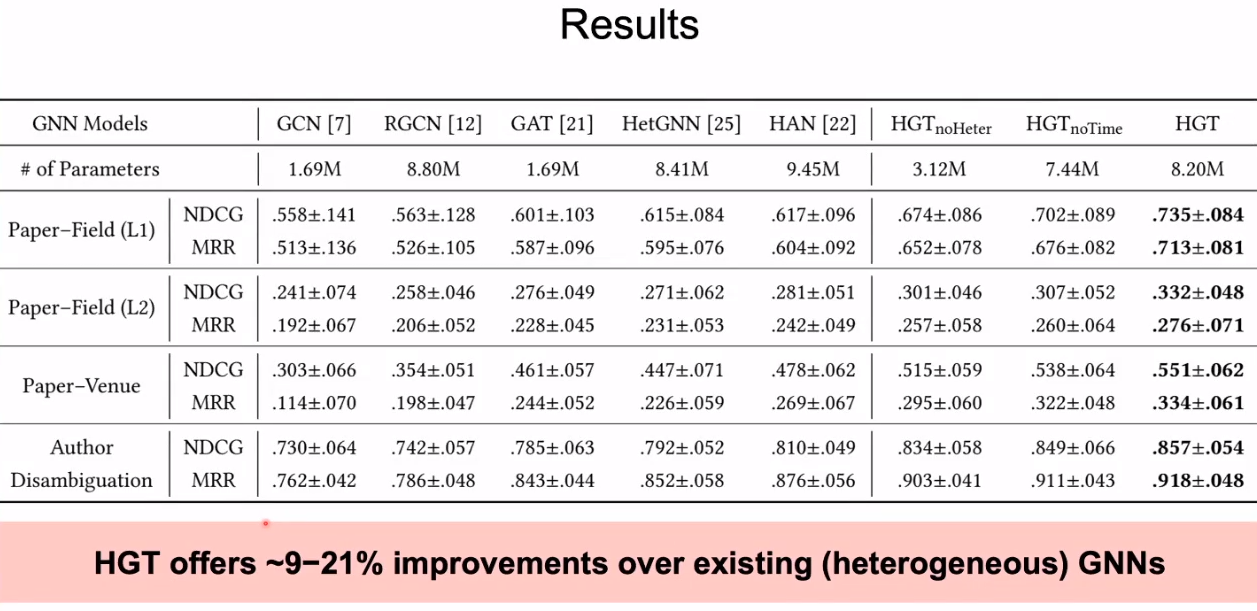 Results
GNN Models GCN [7] RGCN [12] GAT [21] HetGNN [25] HAN [22] HGTnoHeter HGTnoTime HGT
# of Parameters 1.69M 8.80M 1.69M 8.41M 9.45M 3.12M 7.44M 8.20M
Paper–Field (L1) NDCG .558±.141 .563±.128 .601±.103 .615±.084 .617±.096 .674±.086 .702±.089 .735±.084
MRR .513±.136 .526±.105 .587±.096 .595±.076 .604±.092 .652±.078 .676±.082 .713±.081
Paper–Field (L2) NDCG .241±.074 .258±.046 .276±.049 .271±.062 .281±.051 .301±.046 .307±.052 .332±.048
MRR .192±.067 .206±.052 .228±.045 .231±.053 .242±.049 .257±.058 .260±.064 .276±.071
Paper–Venue NDCG .303±.066 .354±.051 .461±.057 .447±.071 .478±.062 .515±.059 .538±.064 .551±.062
MRR .114±.070 .198±.047 .244±.052 .226±.059 .269±.067 .295±.060 .322±.048 .334±.061
Author NDCG .730±.064 .742±.057 .785±.063 .792±.052 .810±.049 .834±.058 .849±.066 .857±.054
Disambiguation MRR .762±.042 .786±.048 .843±.044 .852±.058 .876±.056 .903±.041 .911±.043 .918±.048
HGT offers ~9−21% improvements over existing (heterogeneous) GNNs